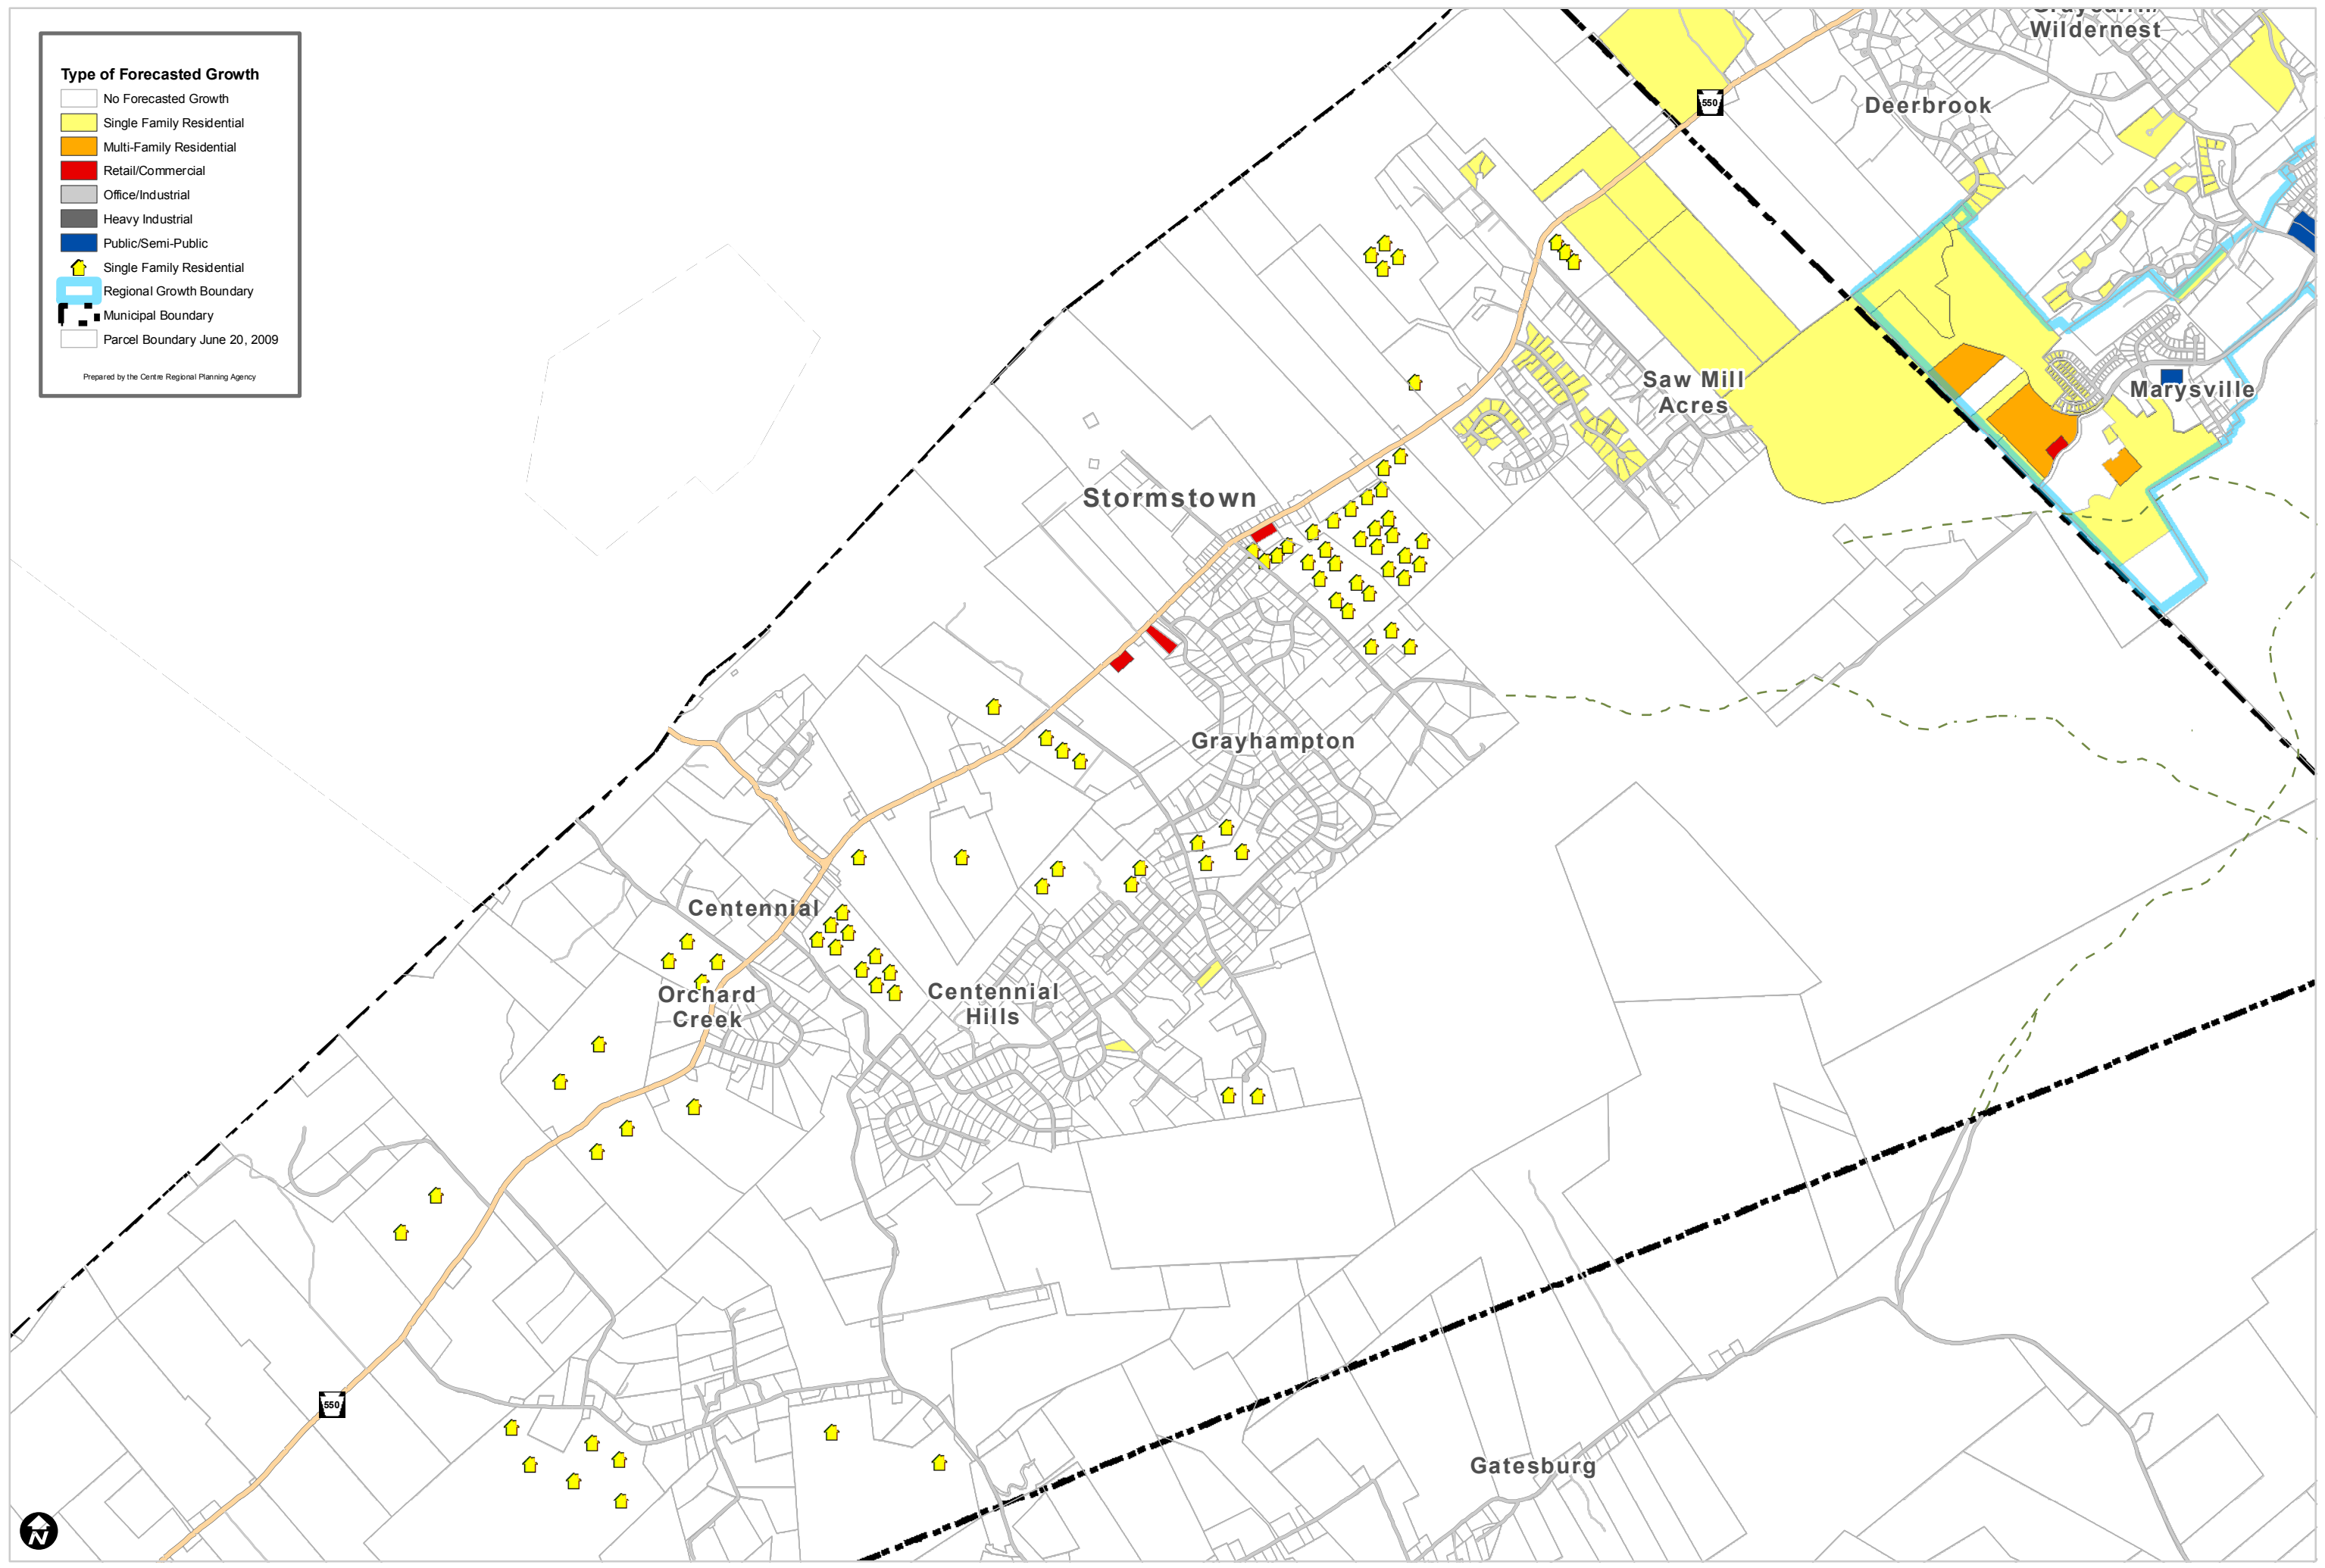 Type of Forecasted Growth
No Forecasted Growth
Single Family Residential
Multi-Family Residential
Retail/Commercial
Office/Industrial
Heavy Industrial
Public/Semi-Public
Single Family Residential
Regional Growth Boundary
Municipal Boundary
Parcel Boundary June 20, 2009
Prepared by the Centre Regional Planning Agency
Wildernest
550
Deerbrook
Saw Mill
Acres
Marysville
Stormstown
Grayhampton
Centennial
Orchard
Creek
Centennial
Hills
550
Gatesburg
N